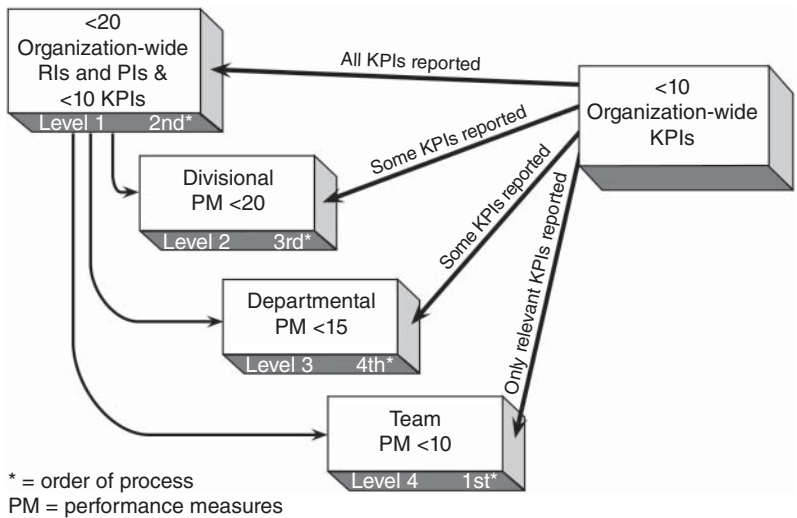 <20
Organization-wide
RIs and PIs &
<10 KPIs
Level 1 2nd*
All KPIs reported
<10
Organization-wide
KPIs
Some KPIs reported
Divisional
PM <20
Level 2 3rd*
Some KPIs reported
Departmental
PM <15
Level 3 4th*
Only relevant KPIs reported
Team
PM <10
Level 4 1st*
* = order of process
PM = performance measures